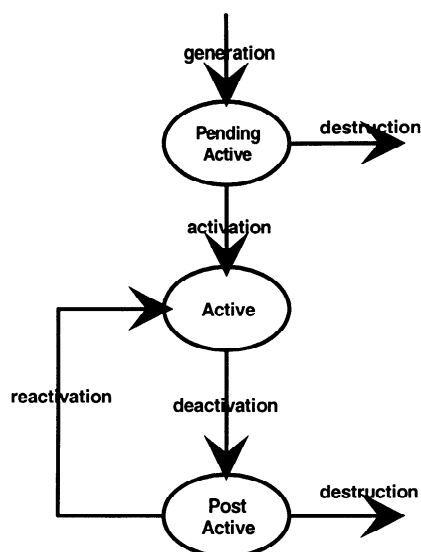 generation
Pending
Active
destruction
activation
Active
reactivation
deactivation
Post
Active
destruction